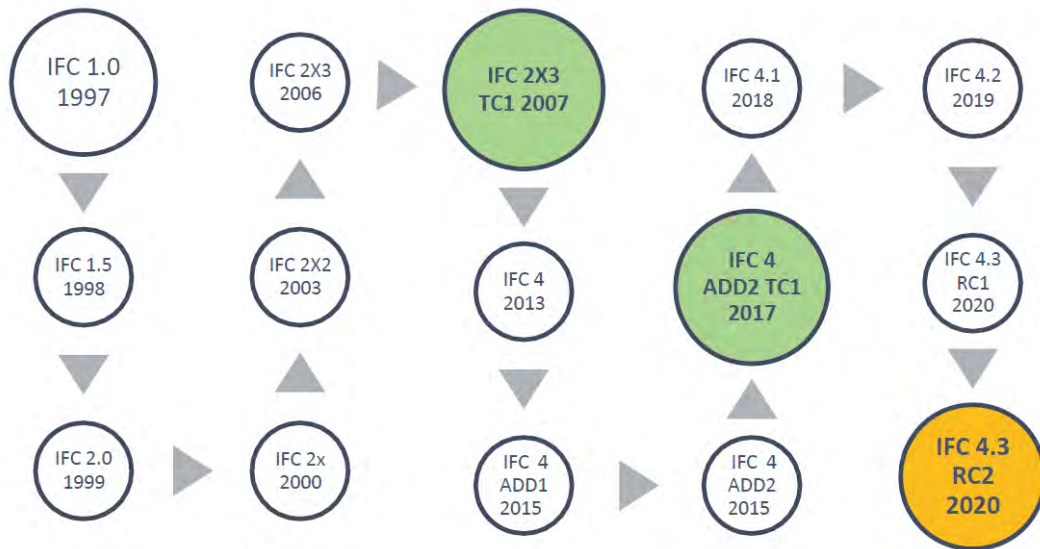 IFC 1.0
1997
IFC 1.5
1998
IFC 2.0
1999
IFC 2x
2000
IFC 2X2
2003
IFC 2X3
2006
IFC 2X3
TC1 2007
IFC 4
2013
IFC 4
ADD1
2015
IFC 4
ADD2
2015
IFC 4
ADD2 TC1
2017
IFC 4.1
2018
IFC 4.2
2019
IFC 4.3
RC1
2020
IFC 4.3
RC2
2020